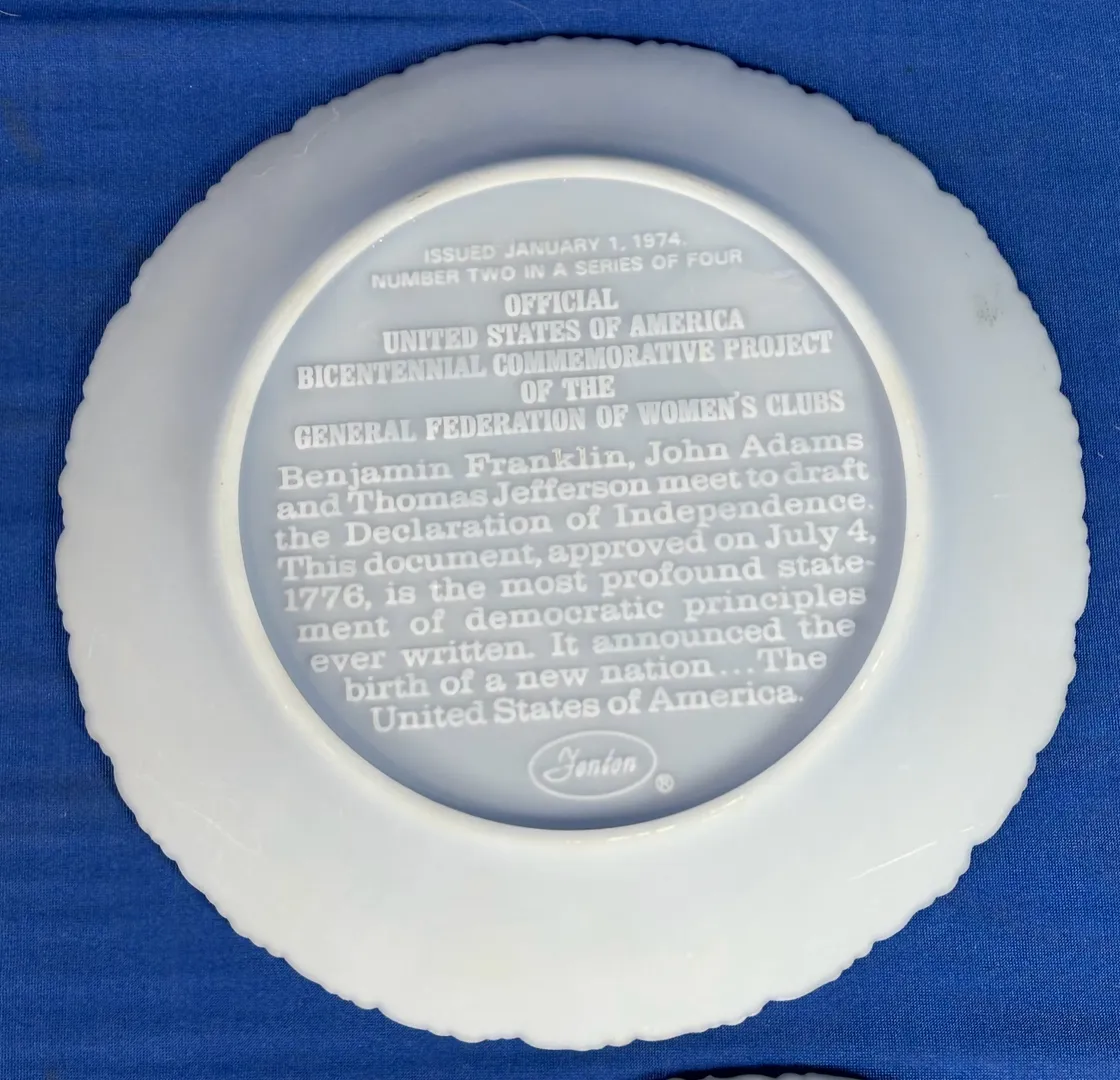 ISSUED JANUARY 1, 1974.
NUMBER TWO IN A SERIES OF FOUR
OFFICIAL
UNITED STATES OF AMERICA
BICENTENNIAL COMMEMORATIVE PROJECT
OF THE
GENERAL FEDERATION OF WOMEN'S CLUBS
Benjamin Franklin, John Adams
and Thomas Jefferson meet to draft
the Declaration of Independence.
This document, approved on July 4,
1776, is the most profound state-
ment of democratic principles
ever written. It announced the
birth of a new nation...The
United States of America.
Fenton ®